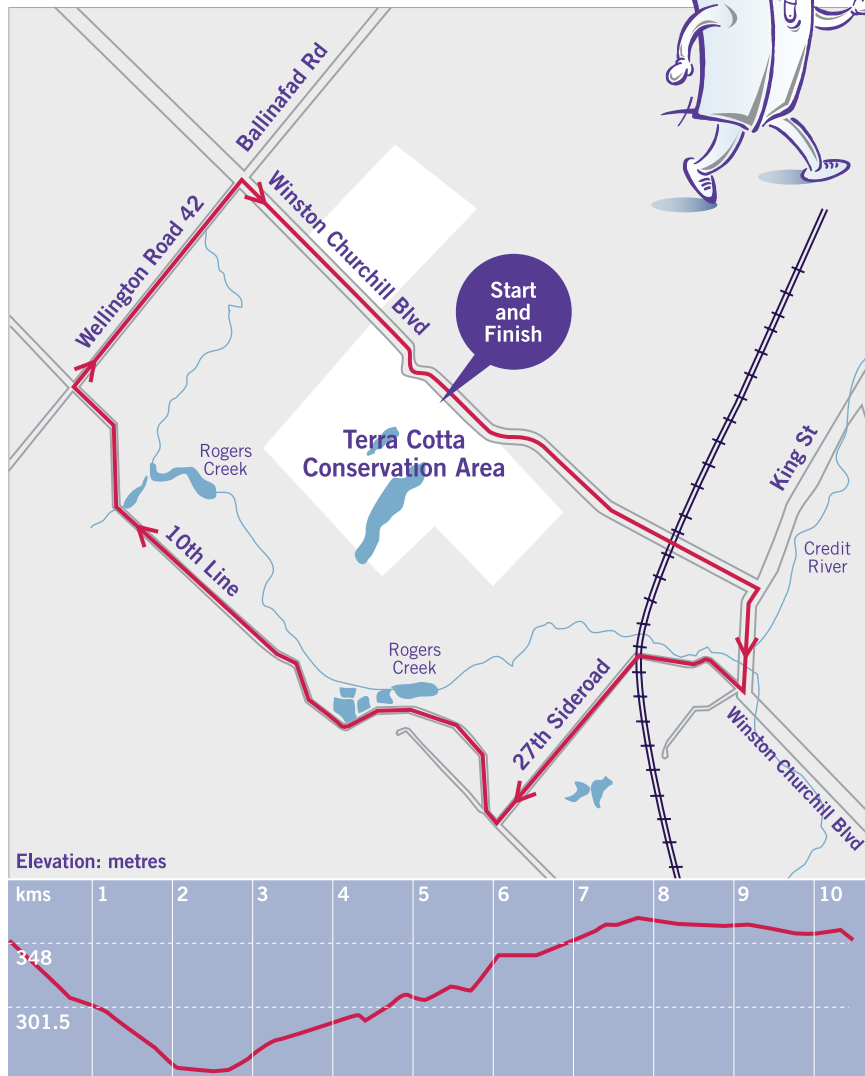 Ballinafad Rd
Wellington Road 42
Winston Churchill Blvd
Start
and
Finish
Terra Cotta
Conservation Area
King St
Rogers
Creek
Credit
River
10th Line
Rogers
Creek
27th Sideroad
Winston Churchill Blvd
Elevation: metres
kms
1
2
3
4
5
6
7
8
9
10
348
301.5